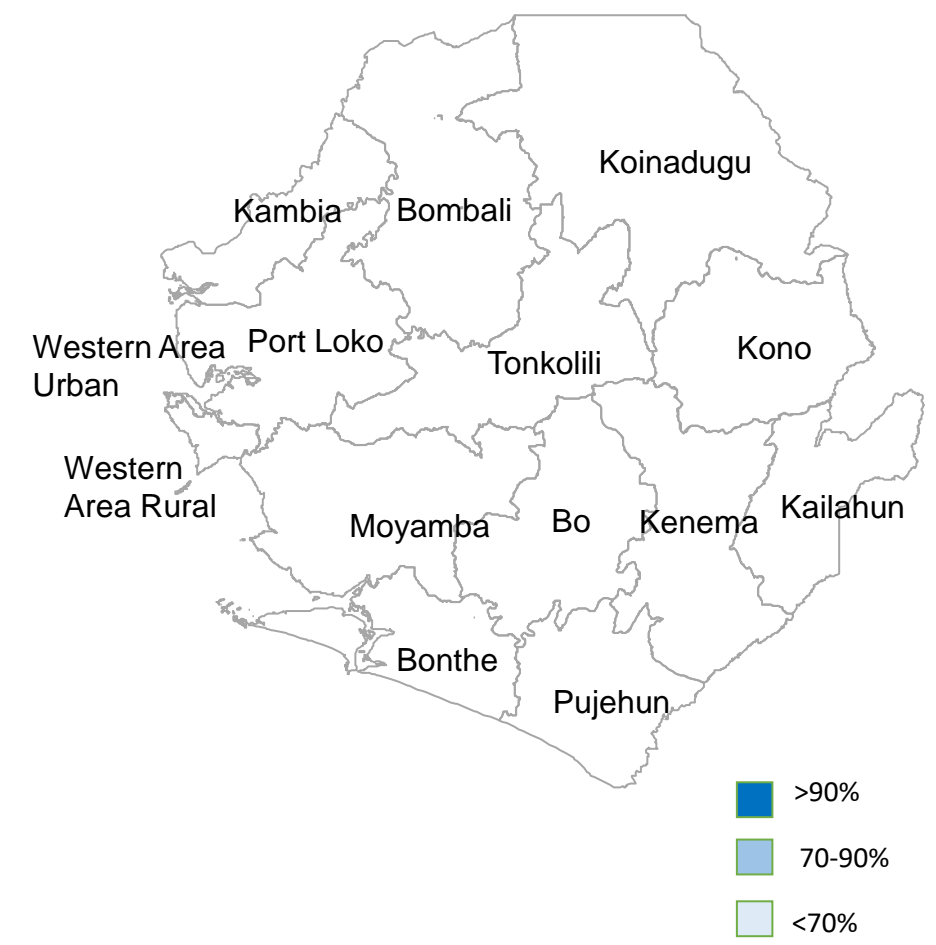 Koinadugu
Kambia
Bombali
Western Area
Urban
Port Loko
Tonkolili
Kono
Western
Area Rural
Moyamba
Bo
Kenema
Kailahun
Bonthe
Pujehun
>90%
70-90%
<70%